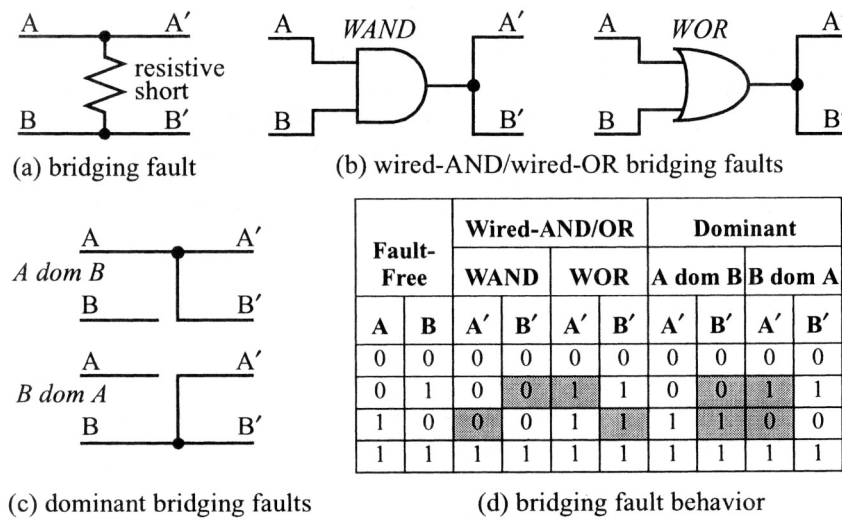 A A′ A WAND A′ A WOR A′
resistive
short
B B′ B B′ B B′
(a) bridging fault (b) wired-AND/wired-OR bridging faults
A A′
A dom B
B B′
A A′
B dom A
B B′
(c) dominant bridging faults
Fault-Free Wired-AND/OR Dominant
WAND WOR A dom B B dom A
A B A′ B′ A′ B′ A′ B′ A′ B′
0 0 0 0 0 0 0 0 0 0
0 1 0 0 1 1 0 0 1 1
1 0 0 0 1 1 1 1 0 0
1 1 1 1 1 1 1 1 1 1
(d) bridging fault behavior